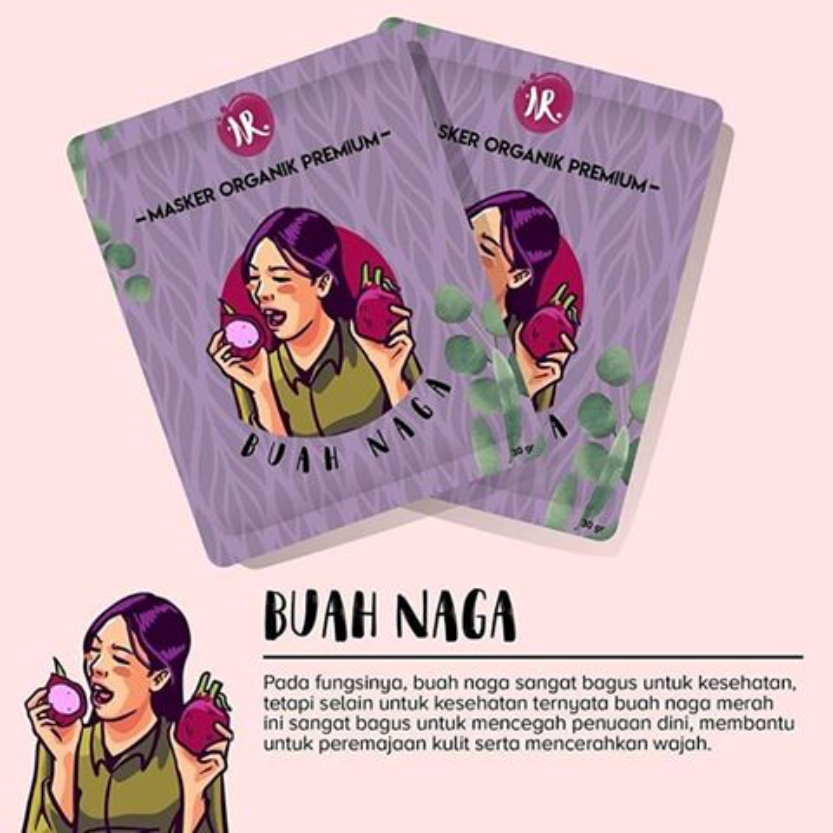 JR.
-MASKER ORGANIK PREMIUM-
BUAH NAGA
30 gr
JR.
SKER ORGANIK PREMIUM-
A
30 gr
BUAH NAGA
Pada fungsinya, buah naga sangat bagus untuk kesehatan,
tetapi selain untuk kesehatan ternyata buah naga merah
ini sangat bagus untuk mencegah penuaan dini, membantu
untuk peremajaan kulit serta mencerahkan wajah.